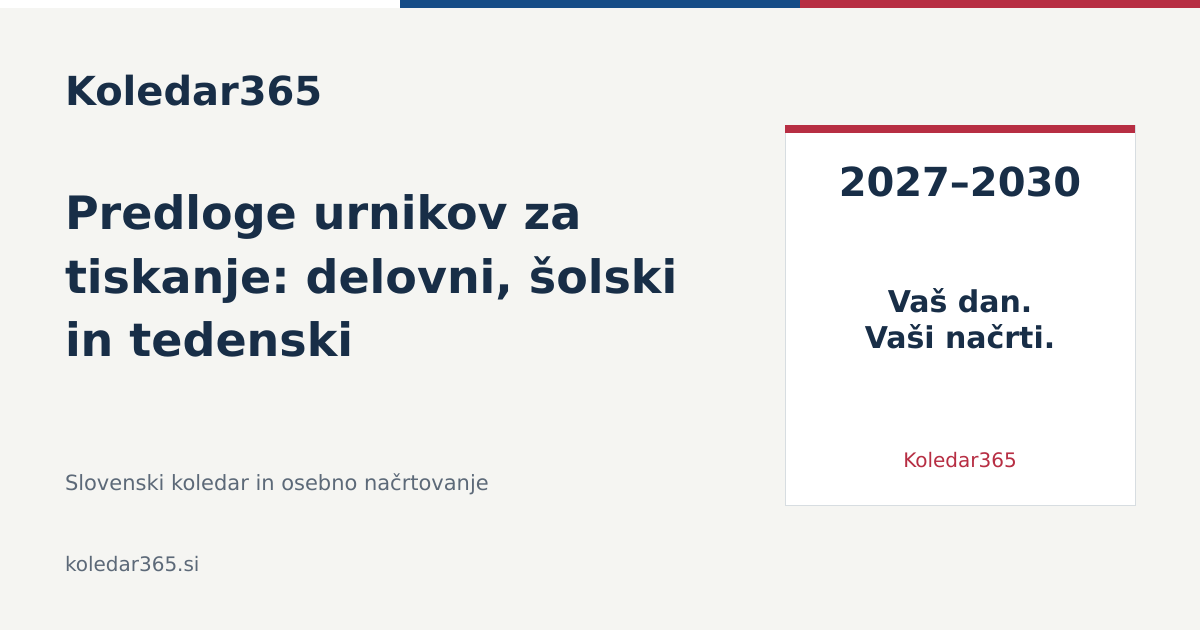 Koledar365
Predloge urnikov za
tiskanje: delovni, šolski
in tedenski
Slovenski koledar in osebno načrtovanje
koledar365.si
2027–2030
Vaš dan.
Vaši načrti.
Koledar365